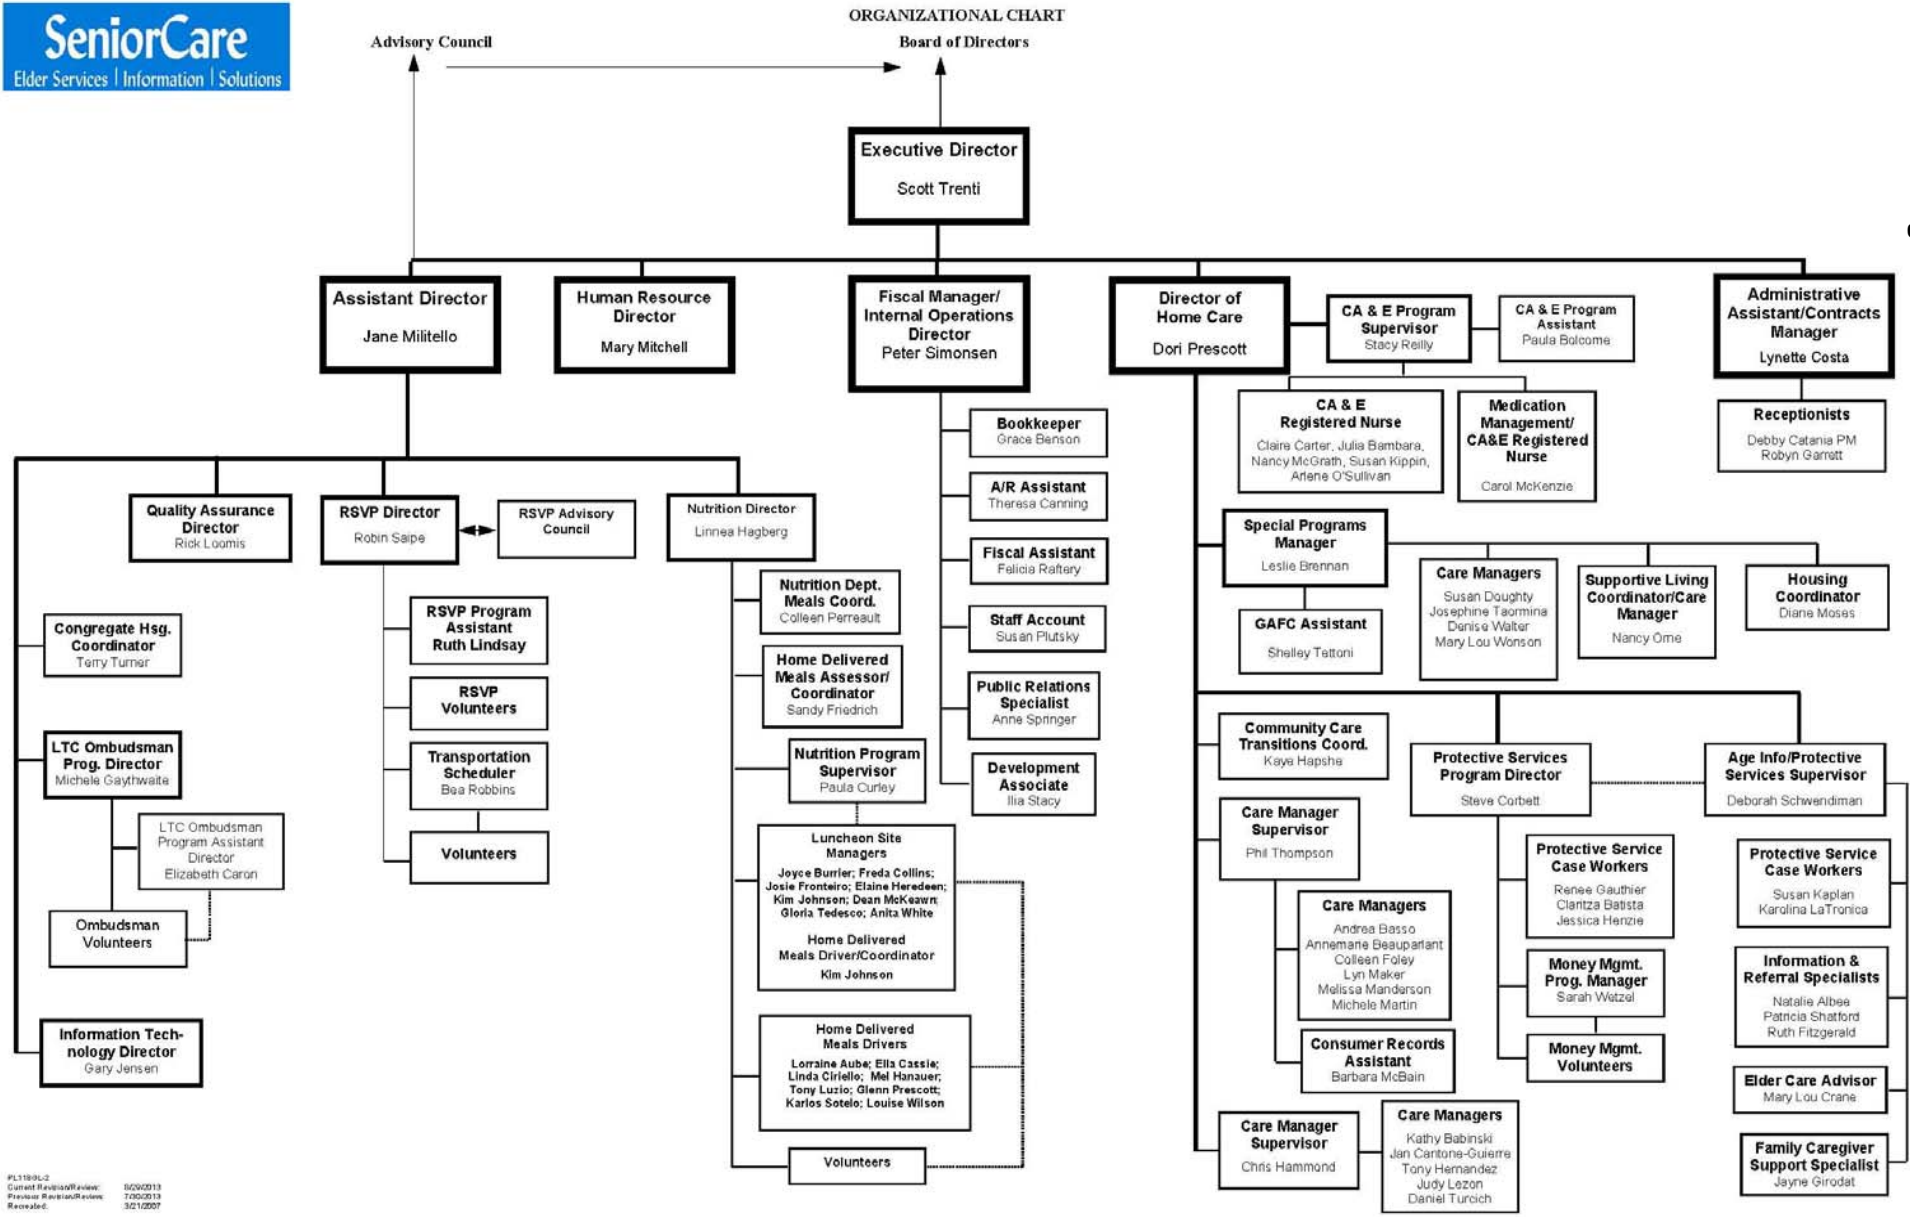 SeniorCare
Elder Services | Information | Solutions
ORGANIZATIONAL CHART
Advisory Council
Board of Directors
Executive Director
Scott Trenti
Assistant Director
Jane Militello
Human Resource
Director
Mary Mitchell
Fiscal Manager/
Internal Operations
Director
Peter Simonsen
Director of
Home Care
Dori Prescott
CA & E Program
Supervisor
Stacy Reilly
CA & E Program
Assistant
Paula Bolcome
Administrative
Assistant/Contracts
Manager
Lynette Costa
CA & E
Registered Nurse
Claire Carter, Julia Bambara,
Nancy McGrath, Susan Kippin,
Arlene O'Sullivan
Medication
Management/
CA&E Registered
Nurse
Carol McKenzie
Receptionists
Debby Catania PM
Robyn Garrett
Bookkeeper
Grace Benson
A/R Assistant
Theresa Canning
Fiscal Assistant
Felicia Raftery
Staff Account
Susan Plutsky
Public Relations
Specialist
Anne Springer
Development
Associate
Ilia Stacy
Quality Assurance
Director
Rick Loomis
RSVP Director
Robin Saipe
RSVP Advisory
Council
Nutrition Director
Linnea Hagberg
Special Programs
Manager
Leslie Brennan
GAFC Assistant
Shelley Tettoni
Care Managers
Susan Doughty
Josephine Taormina
Denise Walter
Mary Lou Wonson
Supportive Living
Coordinator/Care
Manager
Nancy Orne
Housing
Coordinator
Diane Moses
Congregate Hsg.
Coordinator
Terry Turner
LTC Ombudsman
Prog. Director
Michele Gaythwaite
LTC Ombudsman
Program Assistant
Director
Elizabeth Caron
Ombudsman
Volunteers
Information Tech-
nology Director
Gary Jensen
RSVP Program
Assistant
Ruth Lindsay
RSVP
Volunteers
Transportation
Scheduler
Bea Robbins
Volunteers
Nutrition Dept.
Meals Coord.
Colleen Perreault
Home Delivered
Meals Assessor/
Coordinator
Sandy Friedrich
Nutrition Program
Supervisor
Paula Curley
Luncheon Site
Managers
Joyce Burrier; Freda Collins;
Josie Fronteiro; Elaine Heredeen;
Kim Johnson; Dean McKeawn;
Gloria Tedesco; Anita White
Home Delivered
Meals Driver/Coordinator
Kim Johnson
Home Delivered
Meals Drivers
Lorraine Aube; Ella Cassie;
Linda Ciriello; Mel Hanauer;
Tony Luzio; Glenn Prescott;
Karlos Sotelo; Louise Wilson
Volunteers
Community Care
Transitions Coord.
Kaye Hapshe
Care Manager
Supervisor
Phil Thompson
Care Managers
Andrea Basso
Annemarie Beauparlant
Colleen Foley
Lyn Maker
Melissa Manderson
Michele Martin
Consumer Records
Assistant
Barbara McBain
Care Manager
Supervisor
Chris Hammond
Care Managers
Kathy Babinski
Jan Cantone-Guierre
Tony Hernandez
Judy Lezon
Daniel Turcich
Protective Services
Program Director
Steve Corbett
Protective Service
Case Workers
Renee Gauthier
Claritza Batista
Jessica Henzie
Money Mgmt.
Prog. Manager
Sarah Wetzel
Money Mgmt.
Volunteers
Age Info/Protective
Services Supervisor
Deborah Schwendiman
Protective Service
Case Workers
Susan Kaplan
Karolina LaTronica
Information &
Referral Specialists
Natalie Albee
Patricia Shatford
Ruth Fitzgerald
Elder Care Advisor
Mary Lou Crane
Family Caregiver
Support Specialist
Jayne Girodat
Current Revision/Review: 8/29/2013
Previous Revision/Review: 7/30/2013
Recreated: 3/21/2007